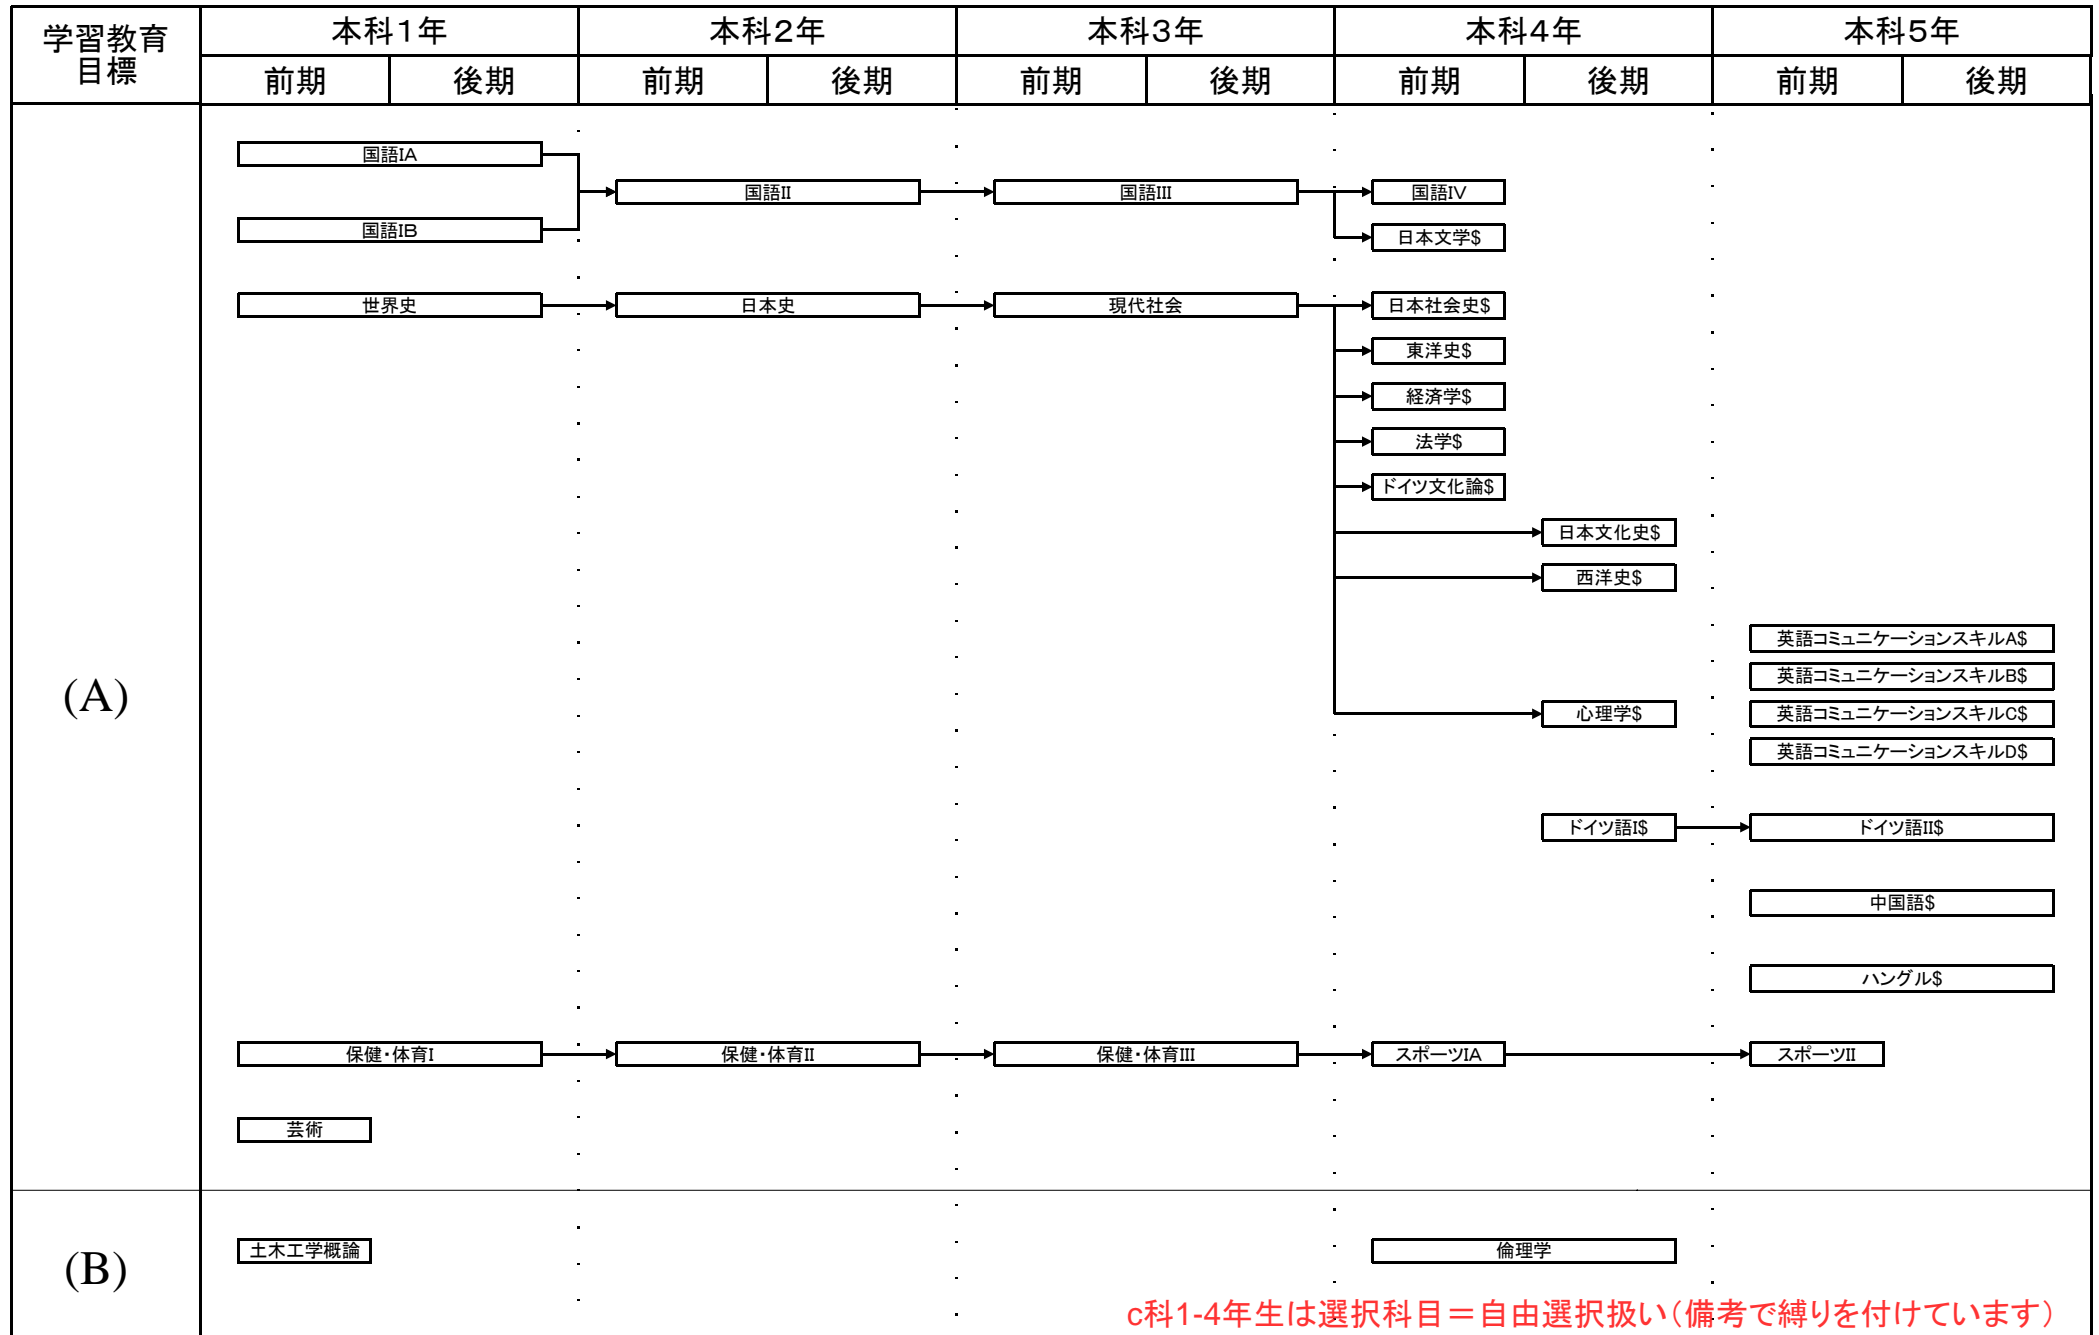 学習教育
目標
本科1年
本科2年
本科3年
本科4年
本科5年
前期
後期
前期
後期
前期
後期
前期
後期
前期
後期
(A)
国語IA
国語IB
国語II
国語III
国語IV
日本文学$
世界史
日本史
現代社会
日本社会史$
東洋史$
経済学$
法学$
ドイツ文化論$
日本文化史$
西洋史$
心理学$
英語コミュニケーションスキルA$
英語コミュニケーションスキルB$
英語コミュニケーションスキルC$
英語コミュニケーションスキルD$
ドイツ語I$
ドイツ語II$
中国語$
ハングル$
保健・体育I
保健・体育II
保健・体育III
スポーツIA
スポーツII
芸術
(B)
土木工学概論
倫理学
c科1-4年生は選択科目＝自由選択扱い（備考で縛りを付けています）